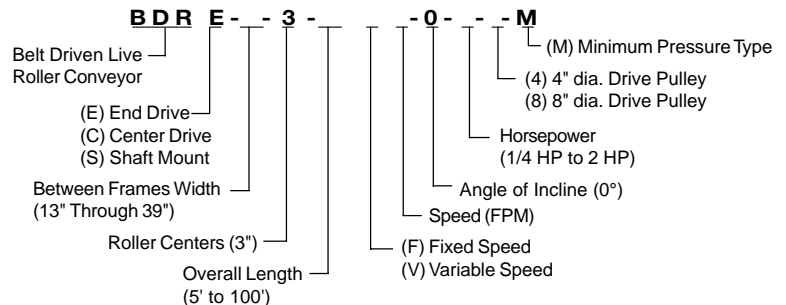 BDR E- -3- -0- - -M
Belt Driven Live
Roller Conveyor
(E) End Drive
(C) Center Drive
(S) Shaft Mount
Between Frames Width
(13" Through 39")
Roller Centers (3")
Overall Length
(5' to 100')
(M) Minimum Pressure Type
(4) 4" dia. Drive Pulley
(8) 8" dia. Drive Pulley
Horsepower
(1/4 HP to 2 HP)
Angle of Incline (0°)
Speed (FPM)
(F) Fixed Speed
(V) Variable Speed